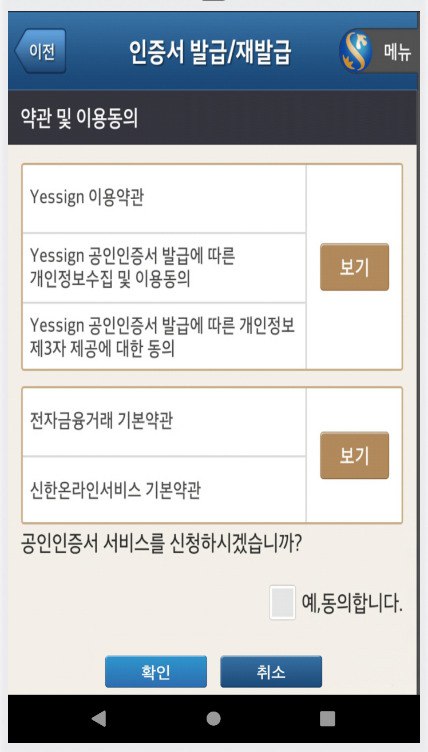 이전
인증서 발급/재발급
메뉴
약관 및 이용동의
Yessign 이용약관
Yessign 공인인증서 발급에 따른
개인정보수집 및 이용동의
보기
Yessign 공인인증서 발급에 따른 개인정보
제3자 제공에 대한 동의
전자금융거래 기본약관
보기
신한온라인서비스 기본약관
공인인증서 서비스를 신청하시겠습니까?
예,동의합니다.
확인
취소